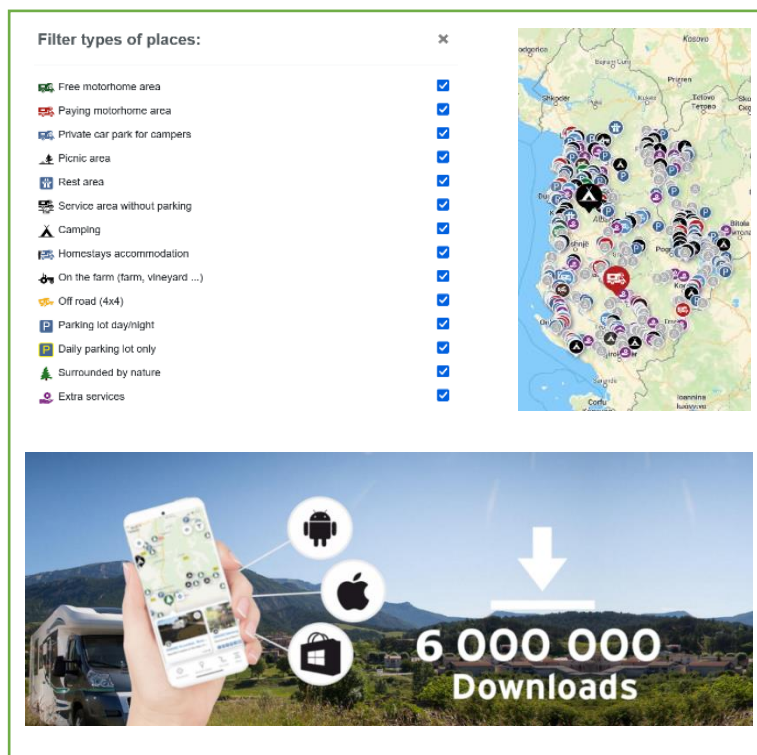 Filter types of places:
×
Free motorhome area
Paying motorhome area
Private car park for campers
Picnic area
Rest area
Service area without parking
Camping
Homestays accommodation
On the farm (farm, vineyard ...)
Off road (4x4)
P Parking lot day/night
P Daily parking lot only
Surrounded by nature
Extra services
Kosovo
Prizren
Shkodër
Tetovo
Тетово
Bitola
Sarandë
Corfu
Ioannina
6 000 000
Downloads